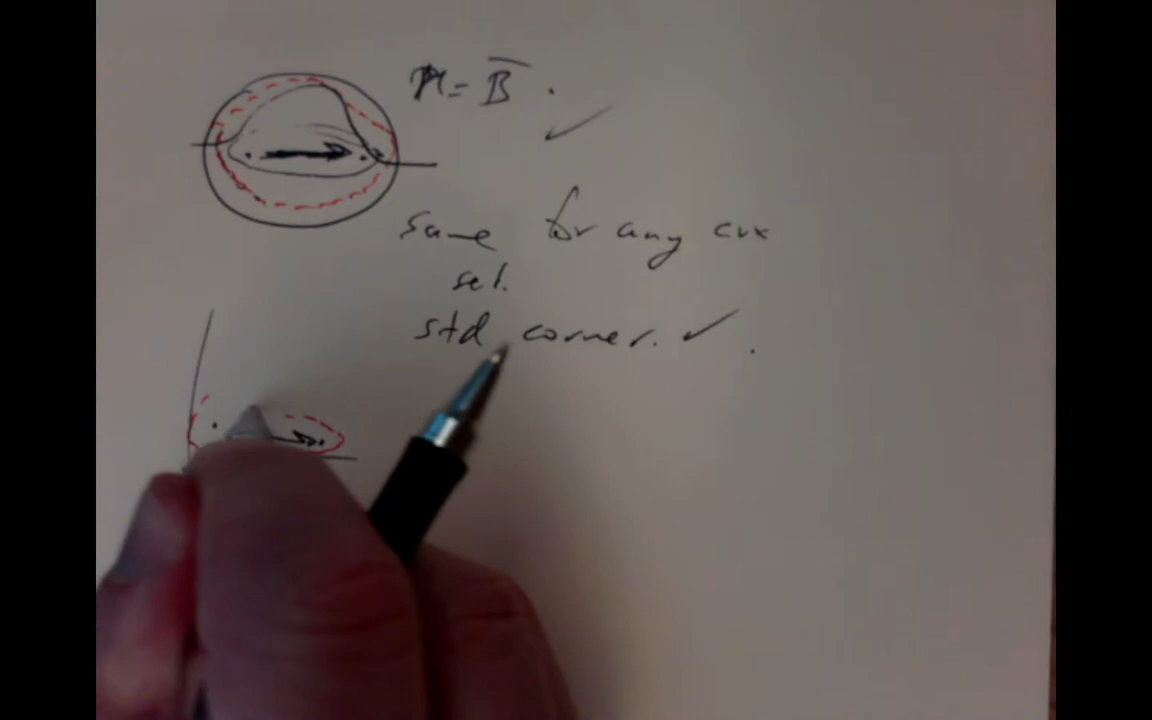 M = B̅ . ✓
same for any cvx
set.
std corner. ✓ .